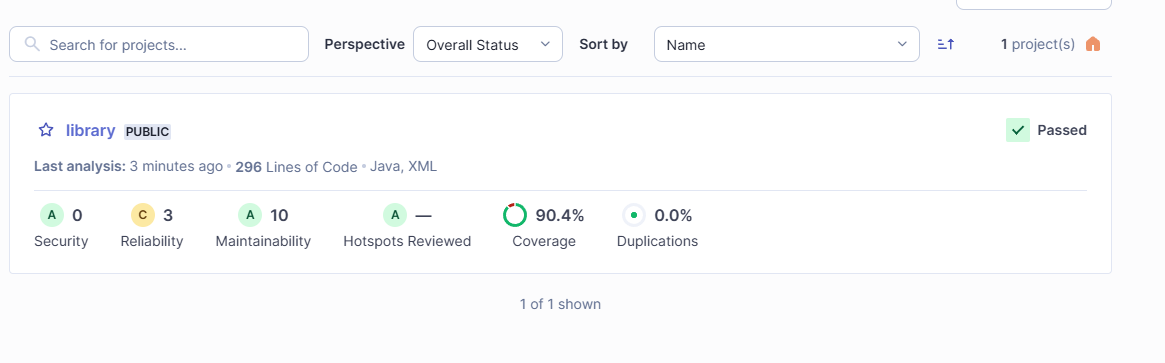 Search for projects... Perspective Overall Status Sort by Name 1 project(s)
library PUBLIC Passed
Last analysis: 3 minutes ago • 296 Lines of Code • Java, XML
A 0 C 3 A 10 A — 90.4% 0.0%
Security Reliability Maintainability Hotspots Reviewed Coverage Duplications
1 of 1 shown